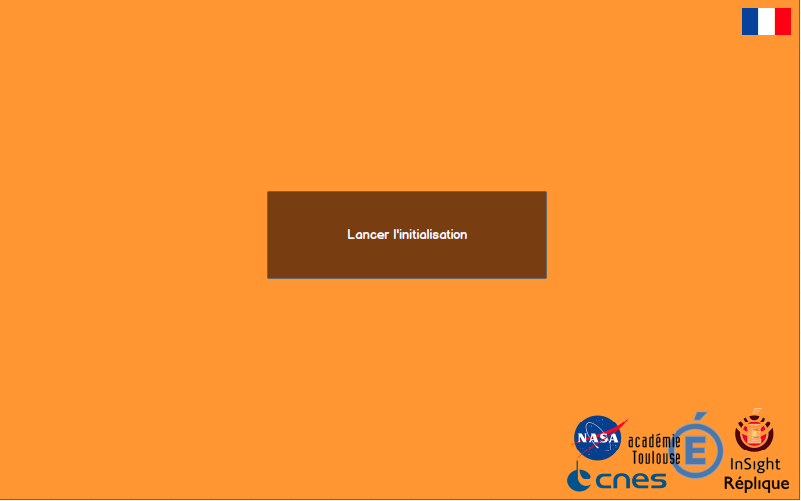 Lancer l'initialisation
NASA
académie
Toulouse
É
cnes
InSight
Réplique